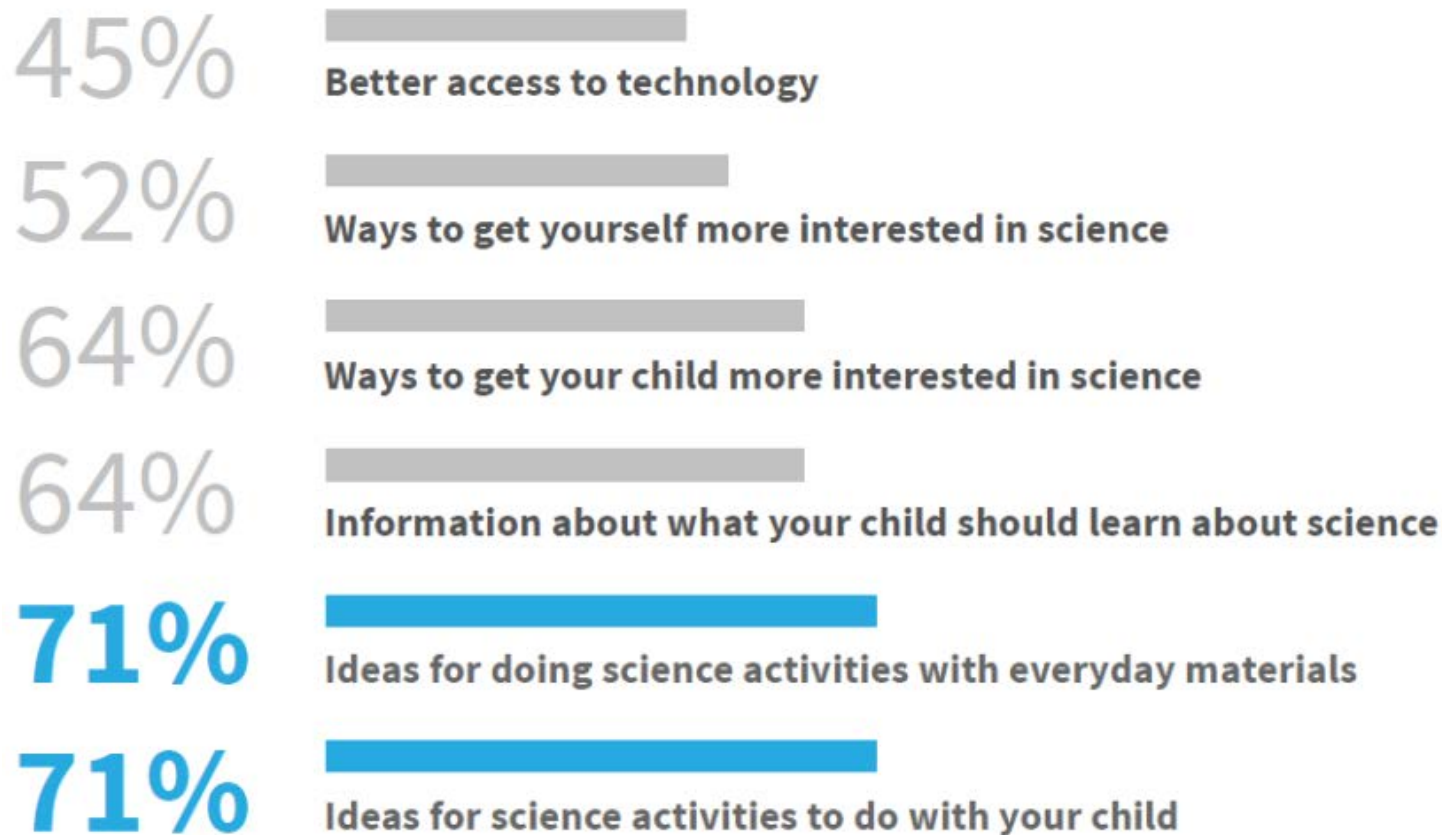 45%
Better access to technology
52%
Ways to get yourself more interested in science
64%
Ways to get your child more interested in science
64%
Information about what your child should learn about science
71%
Ideas for doing science activities with everyday materials
71%
Ideas for science activities to do with your child